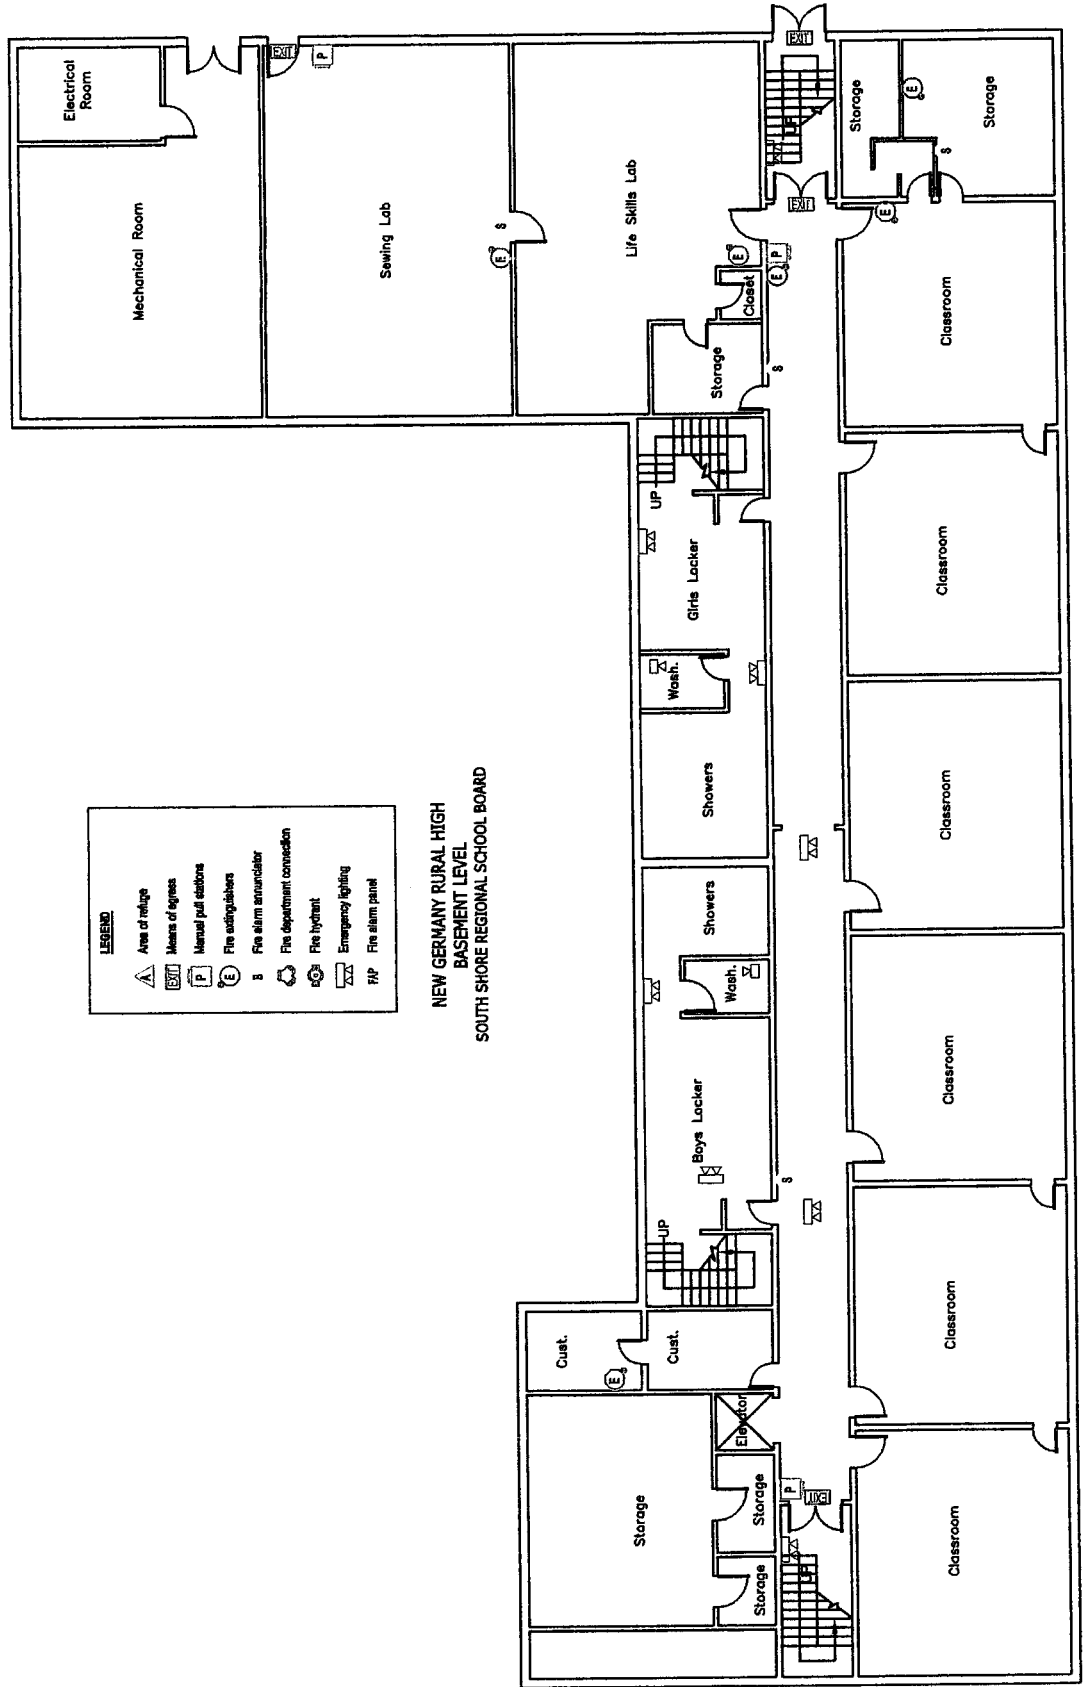 LEGEND
A Area of refuge
EXIT Means of egress
P Manual pull stations
E Fire extinguishers
S Fire alarm annunciator
Fire department connection
Fire hydrant
Emergency lighting
FAP Fire alarm panel
NEW GERMANY RURAL HIGH
BASEMENT LEVEL
SOUTH SHORE REGIONAL SCHOOL BOARD
Electrical
Room
Mechanical Room
EXIT
P
Sewing Lab
E
S
Life Skills Lab
E
Closet
Storage
EXIT
UP
EXIT
P
E
S
Storage
E
Storage
S
E
Classroom
Classroom
Classroom
Classroom
Classroom
Classroom
UP
Girls Locker
Wash.
Showers
Showers
Wash.
Boys Locker
S
UP
Cust.
E
Cust.
Elevator
Storage
Storage
Storage
P
EXIT
UP